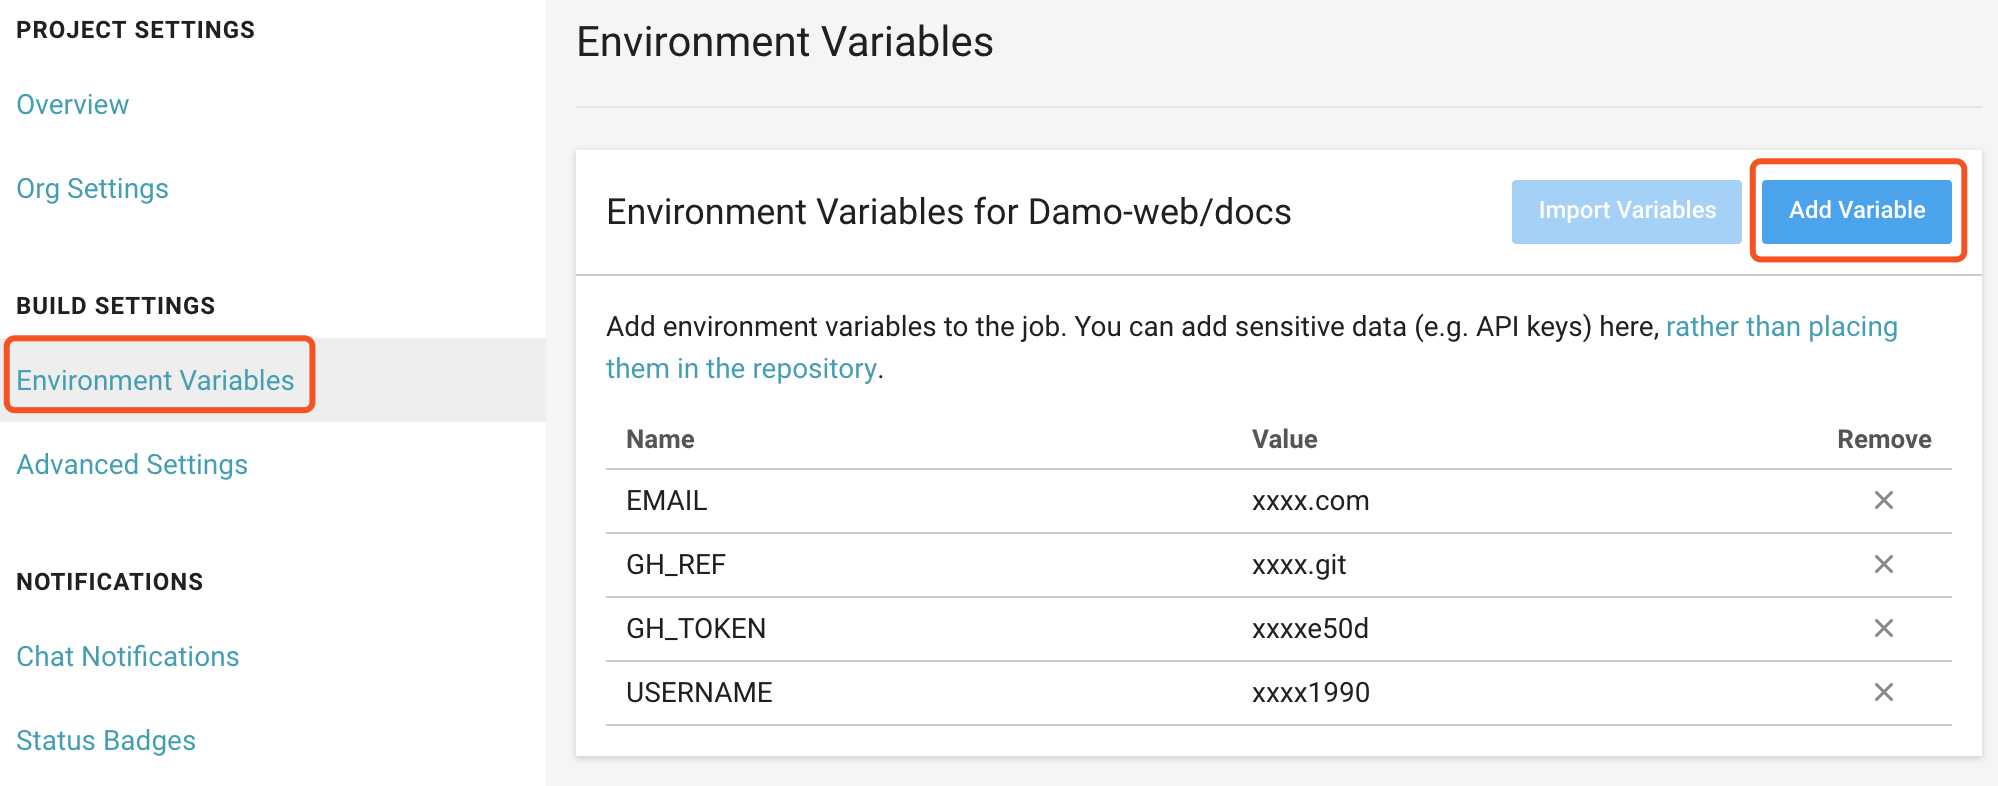 PROJECT SETTINGS
Overview
Org Settings
BUILD SETTINGS
Environment Variables
Advanced Settings
NOTIFICATIONS
Chat Notifications
Status Badges
Environment Variables
Environment Variables for Damo-web/docs
Import Variables
Add Variable
Add environment variables to the job. You can add sensitive data (e.g. API keys) here, rather than placing
them in the repository.
Name Value Remove
EMAIL xxxx.com
GH_REF xxxx.git
GH_TOKEN xxxxe50d
USERNAME xxxx1990